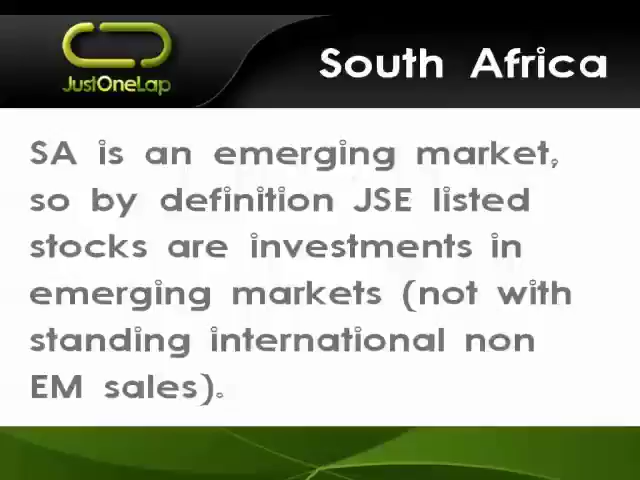 JustOneLap
South Africa
SA is an emerging market,
so by definition JSE listed
stocks are investments in
emerging markets (not with
standing international non
EM sales).